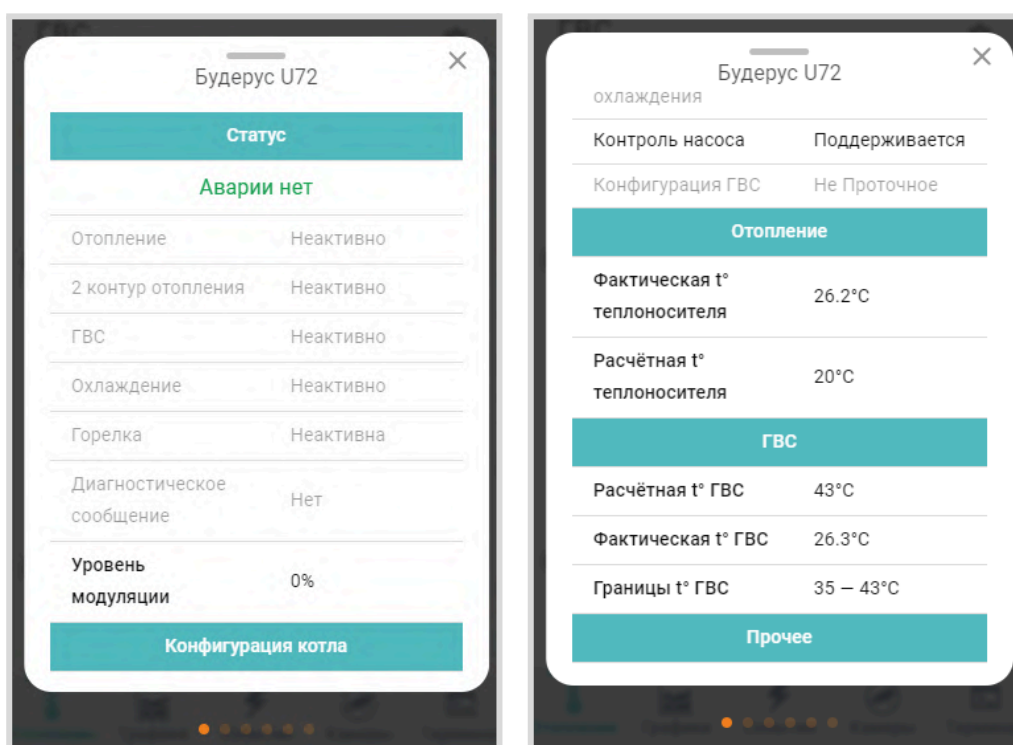 Будерус U72
Статус
Аварии нет
Отопление Неактивно
2 контур отопления Неактивно
ГВС Неактивно
Охлаждение Неактивно
Горелка Неактивна
Диагностическое
сообщение Нет
Уровень
модуляции 0%
Конфигурация котла
Будерус U72
охлаждения
Контроль насоса Поддерживается
Конфигурация ГВС Не Проточное
Отопление
Фактическая t°
теплоносителя 26.2°C
Расчётная t°
теплоносителя 20°C
ГВС
Расчётная t° ГВС 43°C
Фактическая t° ГВС 26.3°C
Границы t° ГВС 35 — 43°C
Прочее